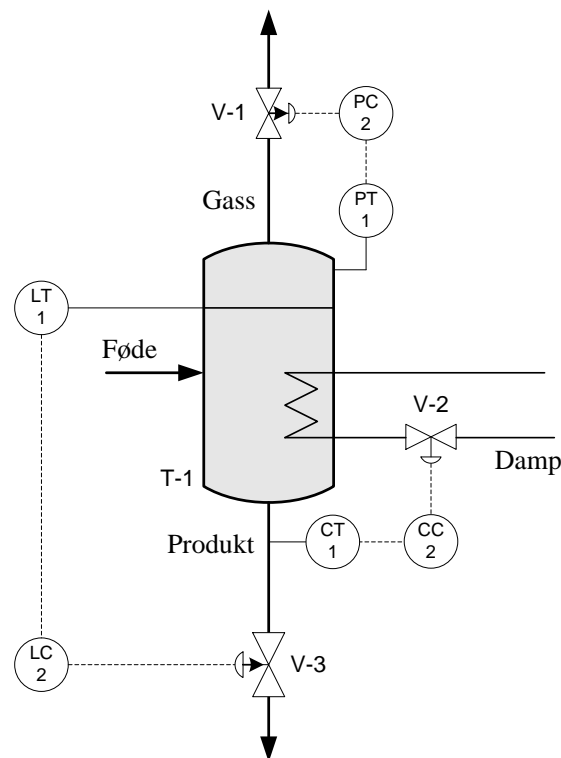 V-1
PC
2
Gass
PT
1
LT
1
Føde
V-2
Damp
T-1
Produkt
CT
1
CC
2
LC
2
V-3